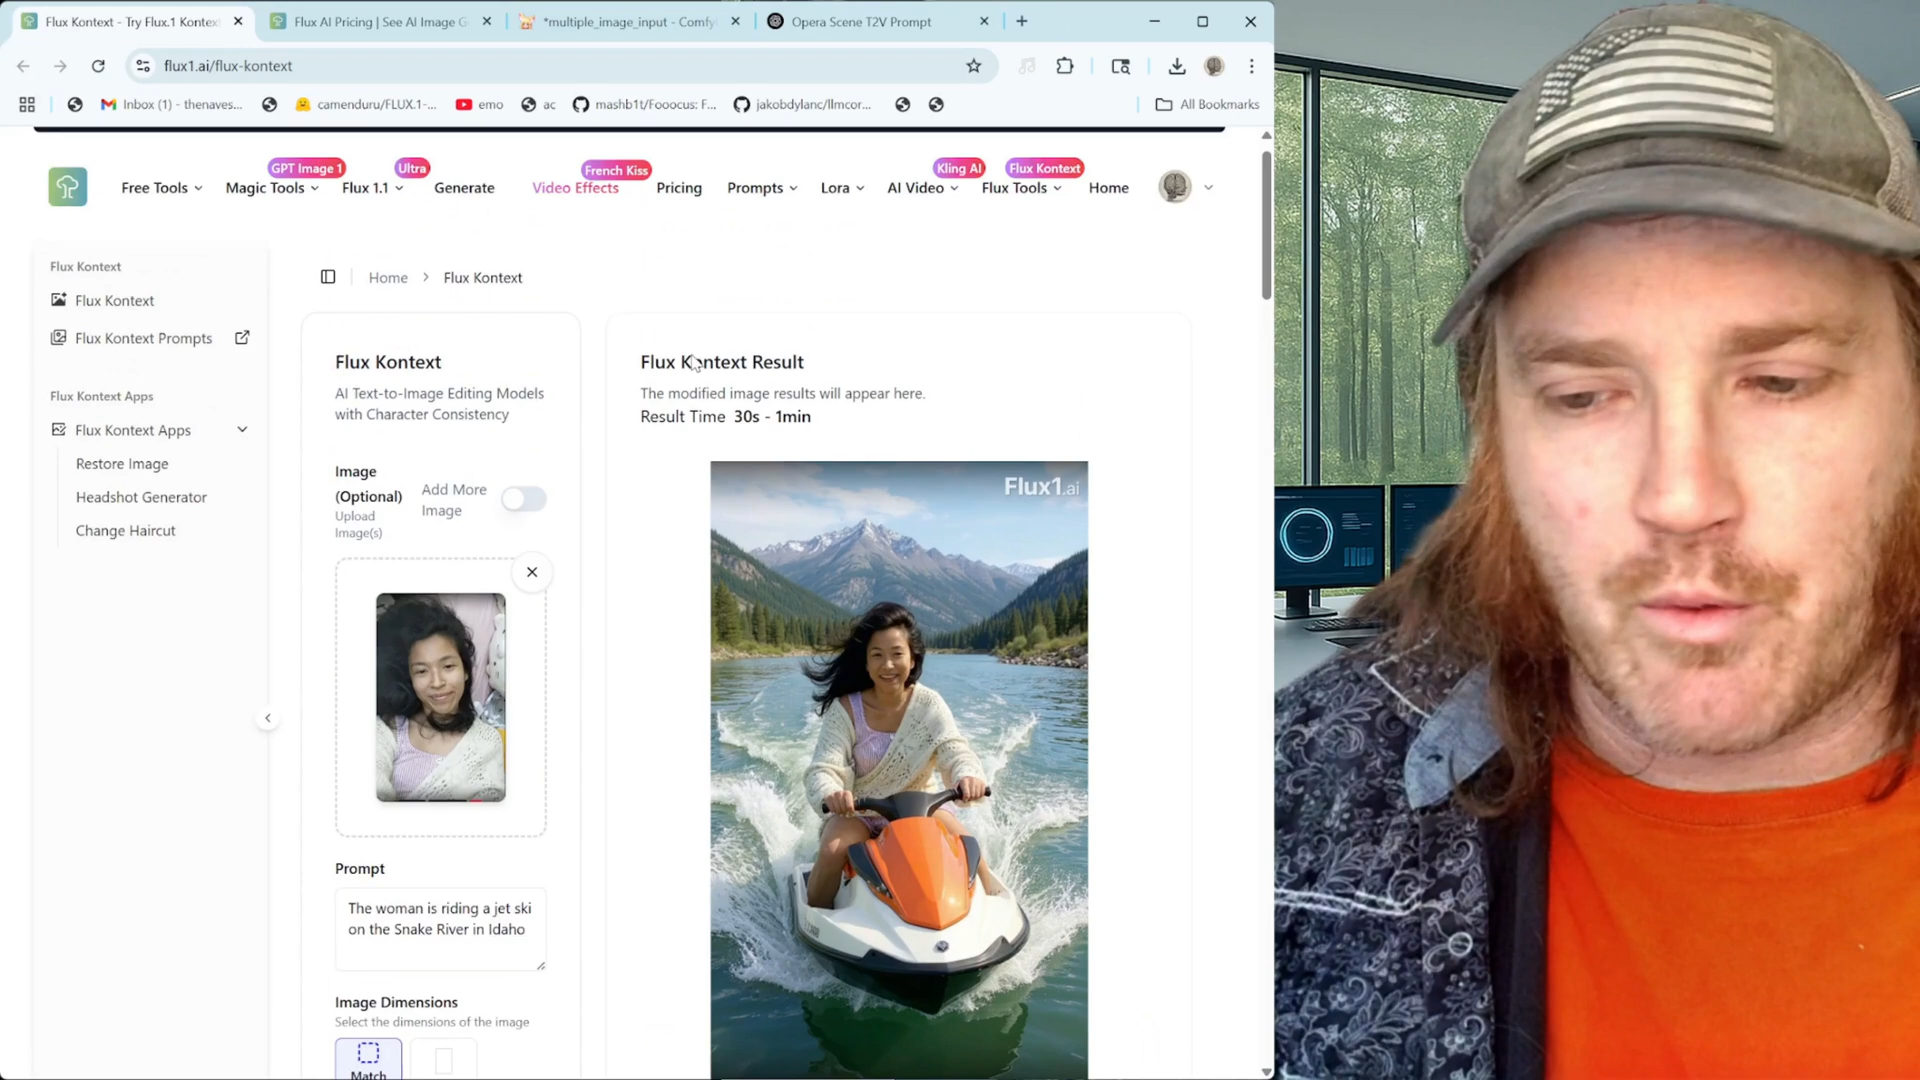 Flux Kontext - Try Flux.1 Kontex
Flux AI Pricing | See AI Image G
*multiple_image_input - Comfy
Opera Scene T2V Prompt
flux1.ai/flux-kontext
Inbox (1) - thenaves...
camenduru/FLUX.1-...
emo
ac
mashb1t/Fooocus: F...
jakobdylanc/llmcor...
All Bookmarks
GPT Image 1
Ultra
French Kiss
Kling AI
Flux Kontext
Free Tools
Magic Tools
Flux 1.1
Generate
Video Effects
Pricing
Prompts
Lora
AI Video
Flux Tools
Home
Flux Kontext
Flux Kontext
Flux Kontext Prompts
Flux Kontext Apps
Flux Kontext Apps
Restore Image
Headshot Generator
Change Haircut
Home > Flux Kontext
Flux Kontext
AI Text-to-Image Editing Models
with Character Consistency
Image
(Optional)
Upload
Image(s)
Add More
Image
Prompt
The woman is riding a jet ski
on the Snake River in Idaho
Image Dimensions
Select the dimensions of the image
Match
Flux Kontext Result
The modified image results will appear here.
Result Time 30s - 1min
Flux1.ai